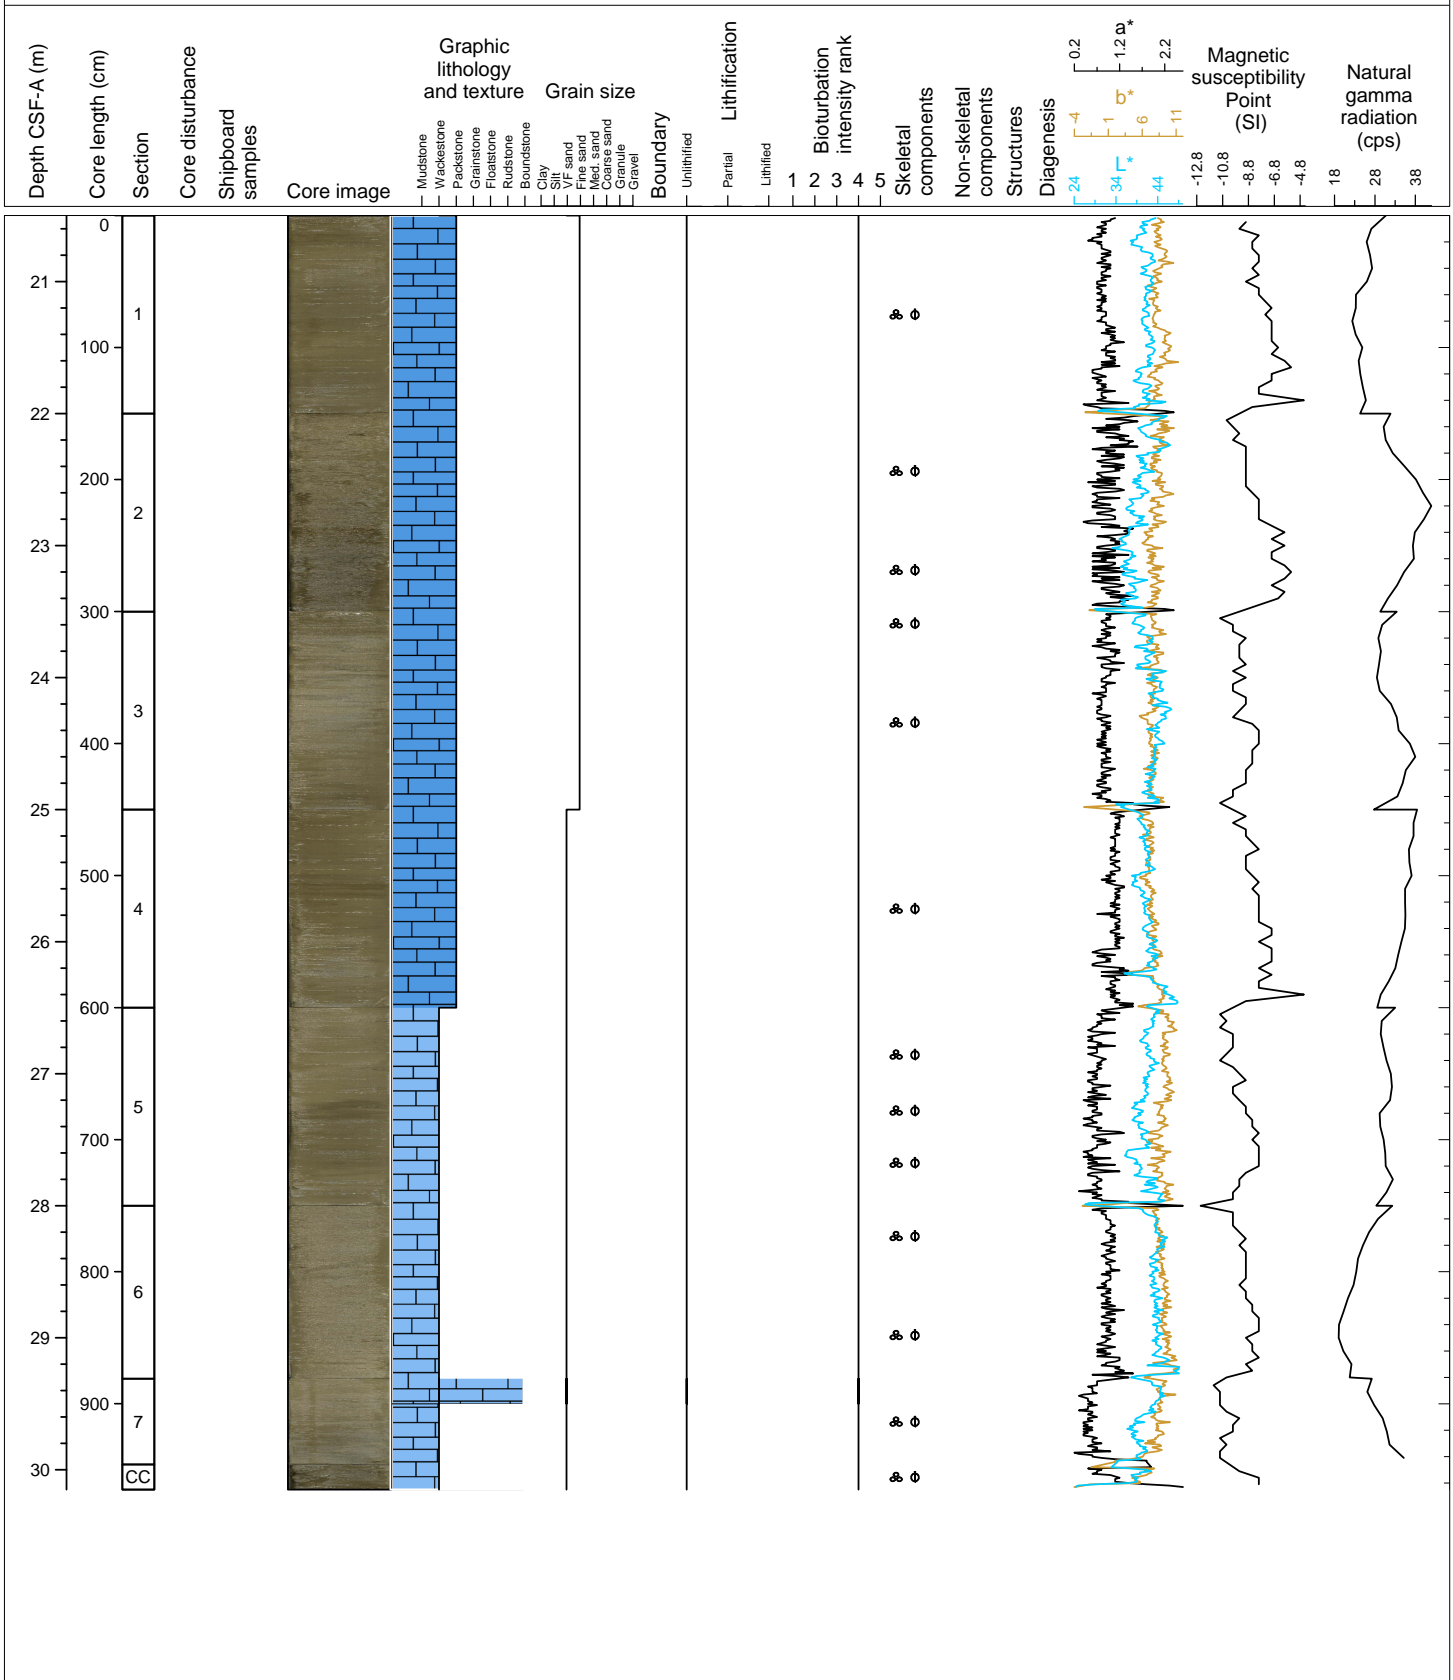 Depth CSF-A (m)
Core length (cm)
Section
Core disturbance
Shipboard
samples
Core image
Graphic
lithology
and texture
Mudstone
Wackestone
Packstone
Grainstone
Floatstone
Rudstone
Boundstone
Grain size
Clay
Silt
VF sand
Fine sand
Med. sand
Coarse sand
Granule
Gravel
Boundary
Lithification
Unlithified
Partial
Lithified
Bioturbation
intensity rank
1 2 3 4 5
Skeletal
components
Non-skeletal
components
Structures
Diagenesis
a*
0.2 1.2 2.2
b*
-4 1 6 11
L*
24 34 44
Magnetic
susceptibility
Point
(SI)
-12.8 -10.8 -8.8 -6.8 -4.8
Natural
gamma
radiation
(cps)
18 28 38
0
21
1
100
22
200
2
23
300
24
3
400
25
500
4
26
600
27
5
700
28
800
6
29
900
7
30
CC